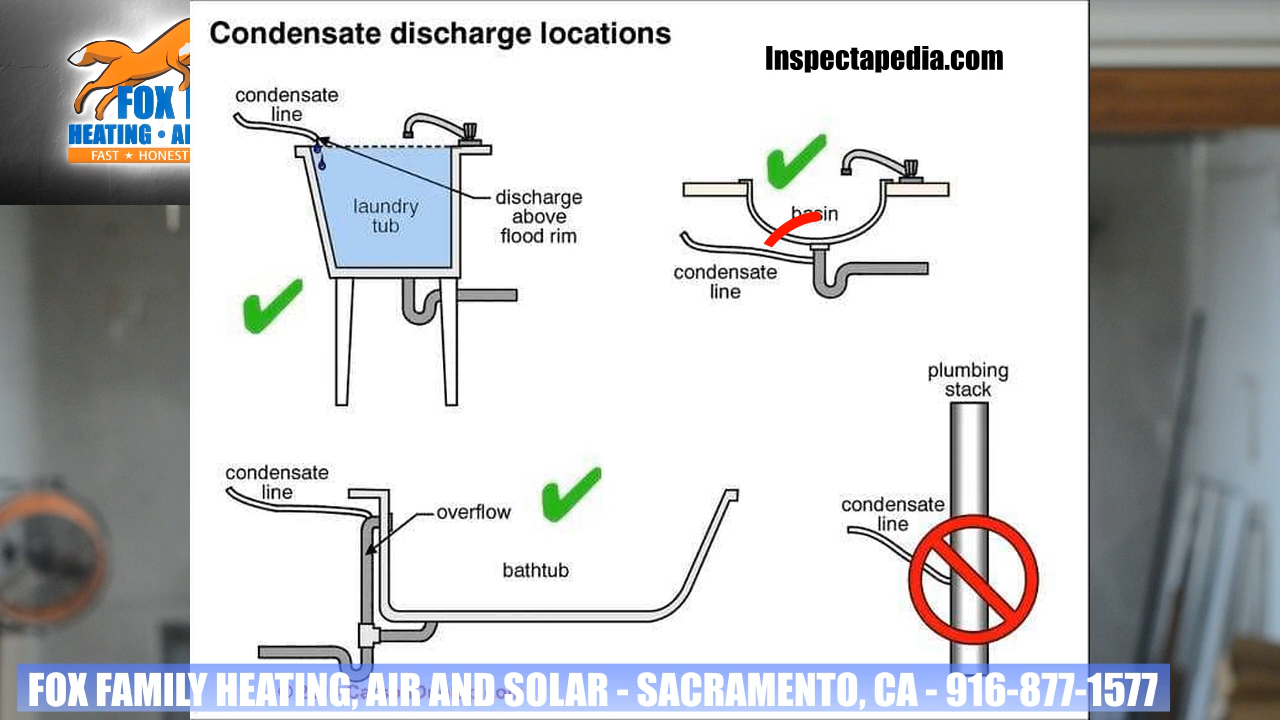 Condensate discharge locations
Inspectapedia.com
FOX
HEATING • AI
FAST ★ HONEST
condensate
line
laundry
tub
discharge
above
flood rim
basin
condensate
line
plumbing
stack
condensate
line
overflow
bathtub
condensate
line
FOX FAMILY HEATING, AIR AND SOLAR - SACRAMENTO, CA - 916-877-1577